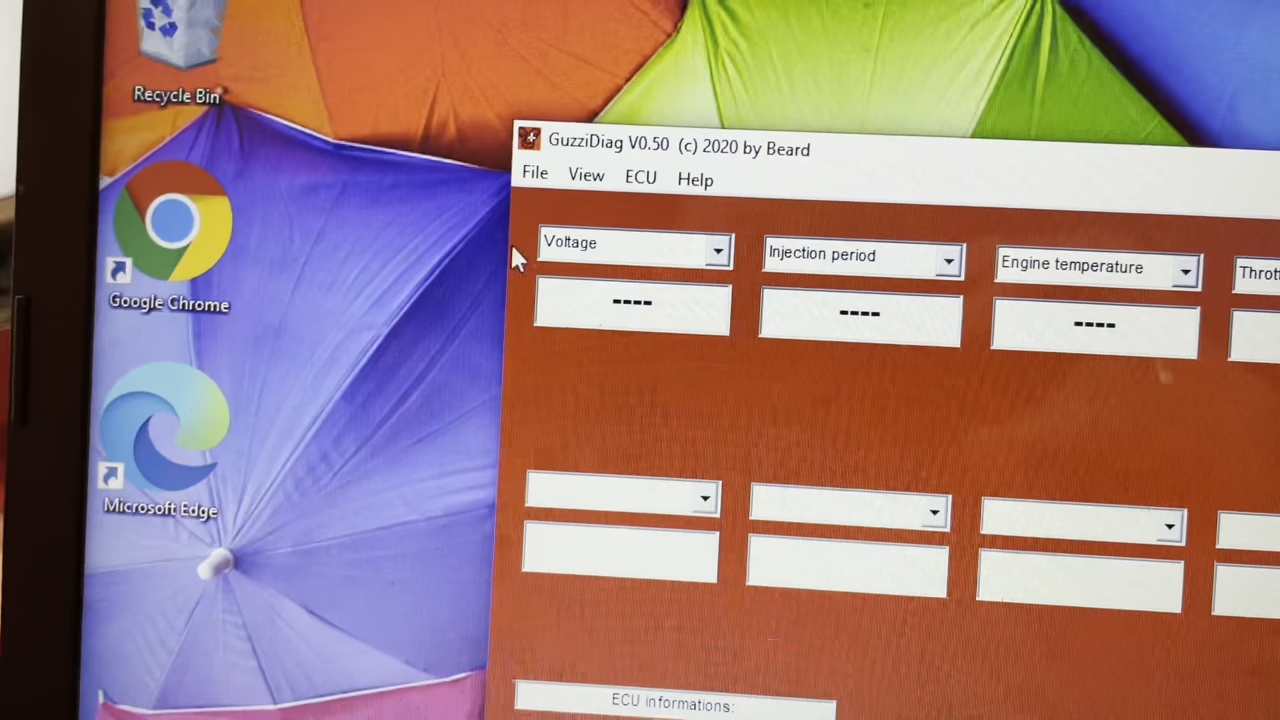 Recycle Bin
GuzziDiag V0.50 (c) 2020 by Beard
File View ECU Help
Voltage
Injection period
Engine temperature
----
----
----
Google Chrome
Microsoft Edge
ECU informations: